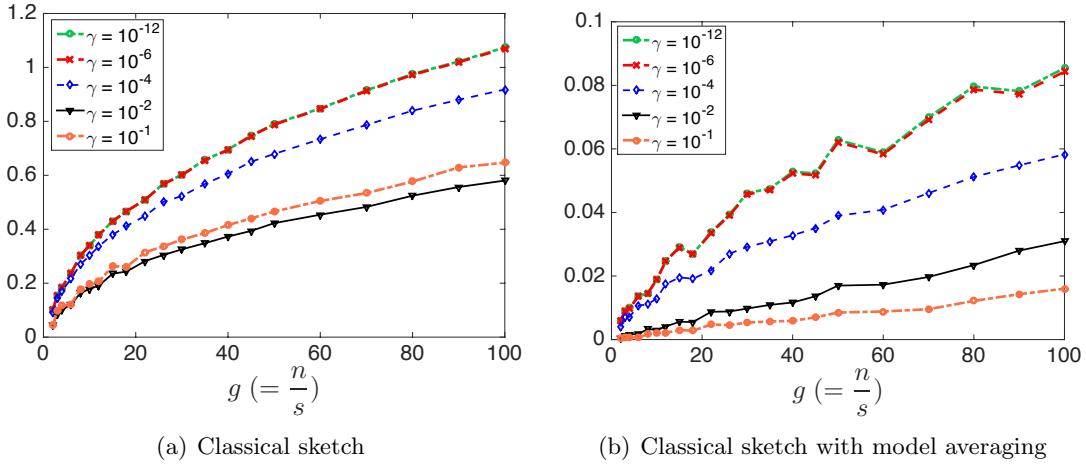 1.2
1
0.8
0.6
0.4
0.2
0
0 20 40 60 80 100
γ = 10^-12
γ = 10^-6
γ = 10^-4
γ = 10^-2
γ = 10^-1
g (= n/s)
(a) Classical sketch
0.1
0.08
0.06
0.04
0.02
0
0 20 40 60 80 100
γ = 10^-12
γ = 10^-6
γ = 10^-4
γ = 10^-2
γ = 10^-1
g (= n/s)
(b) Classical sketch with model averaging